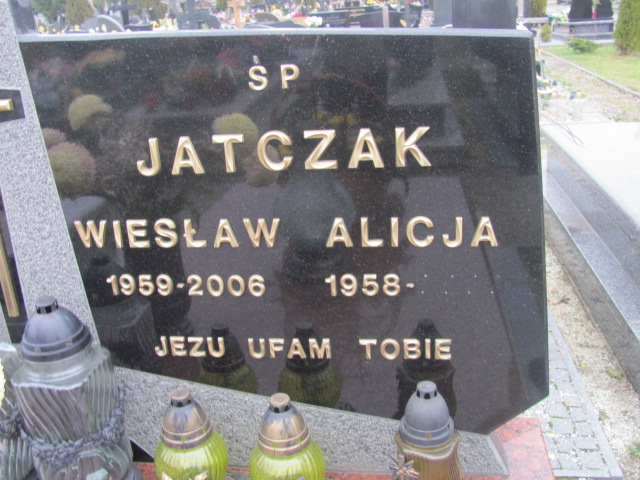 ŚP
JATCZAK
WIESŁAW ALICJA
1959-2006 1958-
JEZU UFAM TOBIE